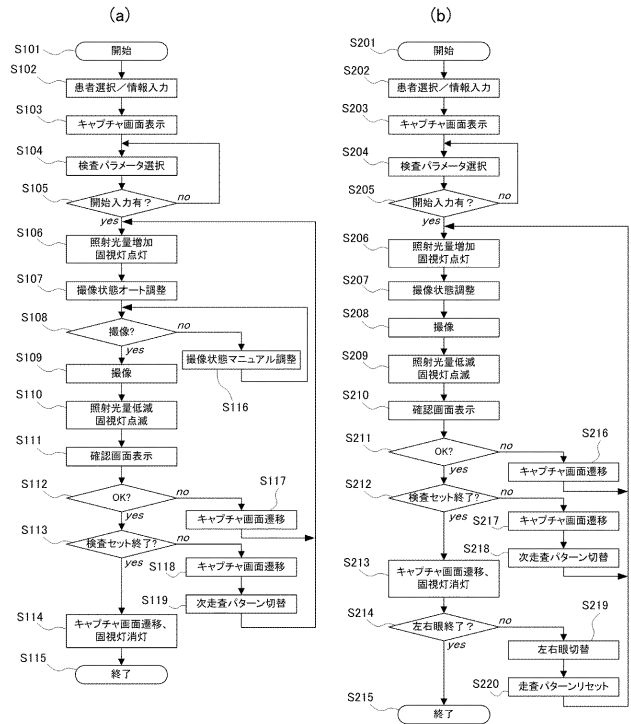 (a)
S101
開始
S102
患者選択／情報入力
S103
キャプチャ画面表示
S104
検査パラメータ選択
S105
開始入力有？
no
yes
S106
照射光量増加
固視灯点灯
S107
撮像状態オート調整
S108
撮像?
no
yes
S109
撮像
撮像状態マニュアル調整
S116
S110
照射光量低減
固視灯点滅
S111
確認画面表示
S112
OK?
no
S117
yes
キャプチャ画面遷移
S113
検査セット終了？
no
yes
S118
キャプチャ画面遷移
S119
次走査パターン切替
S114
キャプチャ画面遷移、
固視灯消灯
S115
終了
(b)
S201
開始
S202
患者選択／情報入力
S203
キャプチャ画面表示
S204
検査パラメータ選択
S205
開始入力有？
no
yes
S206
照射光量増加
固視灯点灯
S207
撮像状態調整
S208
撮像
S209
照射光量低減
固視灯点滅
S210
確認画面表示
S211
OK?
no
S216
yes
キャプチャ画面遷移
S212
検査セット終了？
no
yes
S217
キャプチャ画面遷移
S218
次走査パターン切替
S213
キャプチャ画面遷移、
固視灯消灯
S214
左右眼終了？
no
S219
yes
左右眼切替
S220
走査パターンリセット
S215
終了